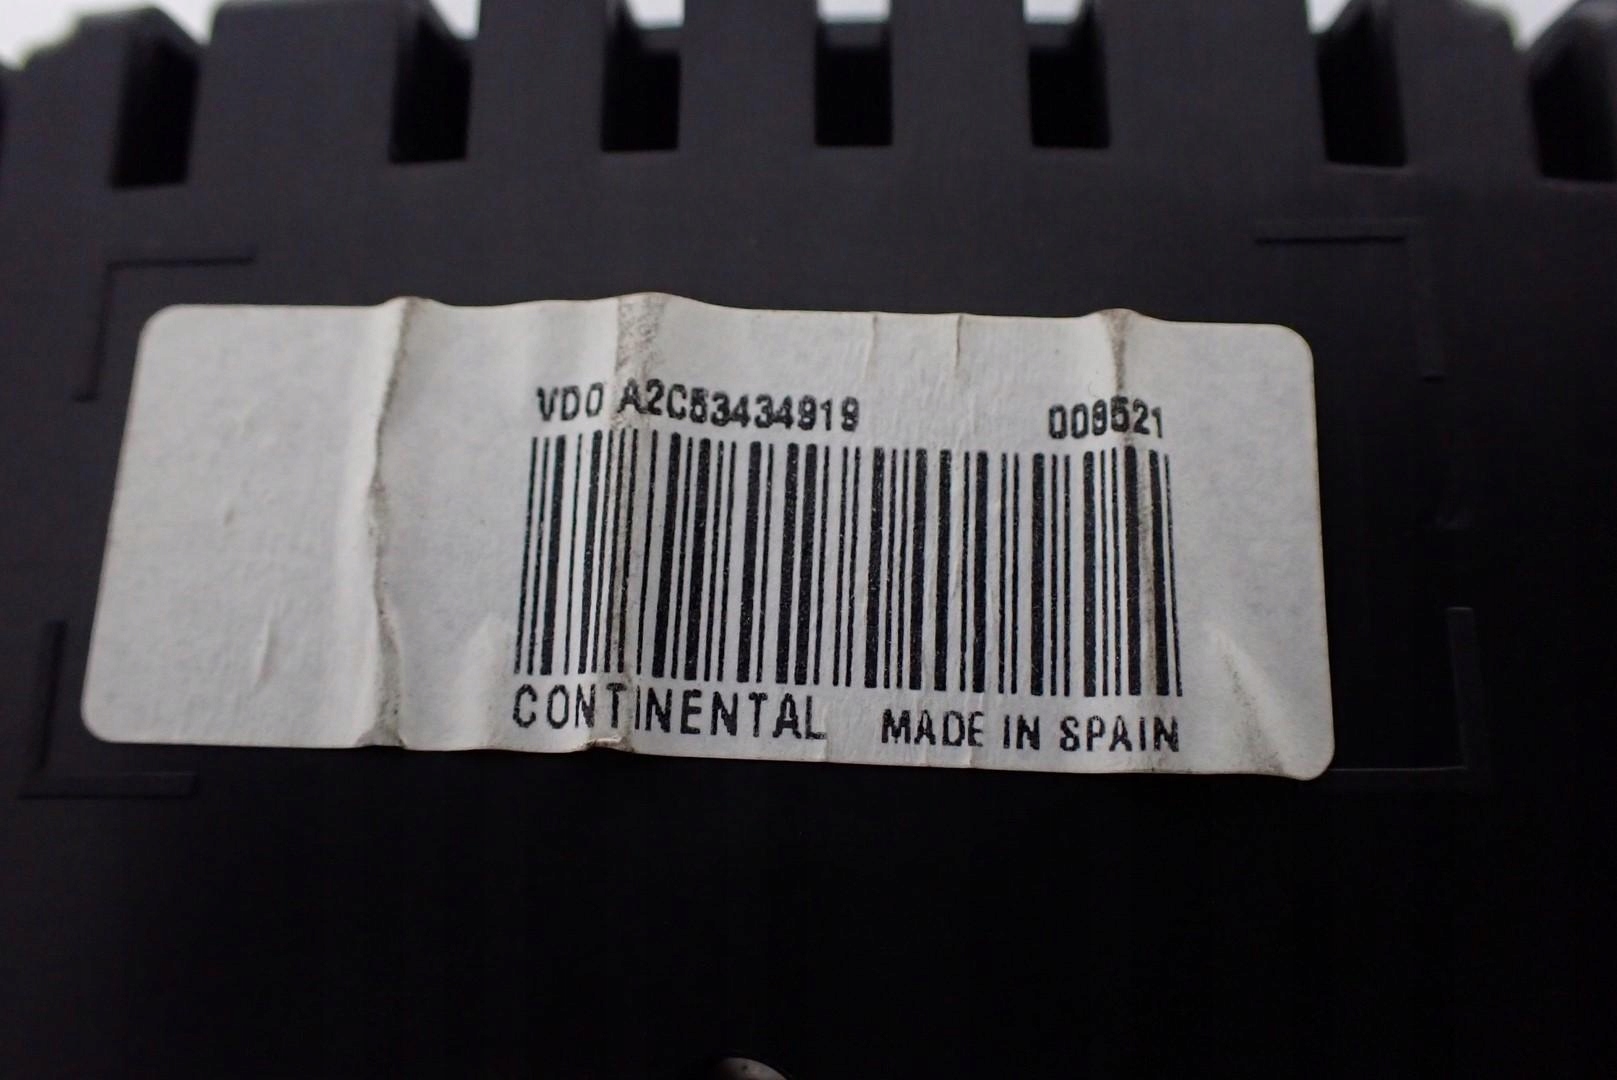 VDO A2C53434919 009521
CONTINENTAL MADE IN SPAIN